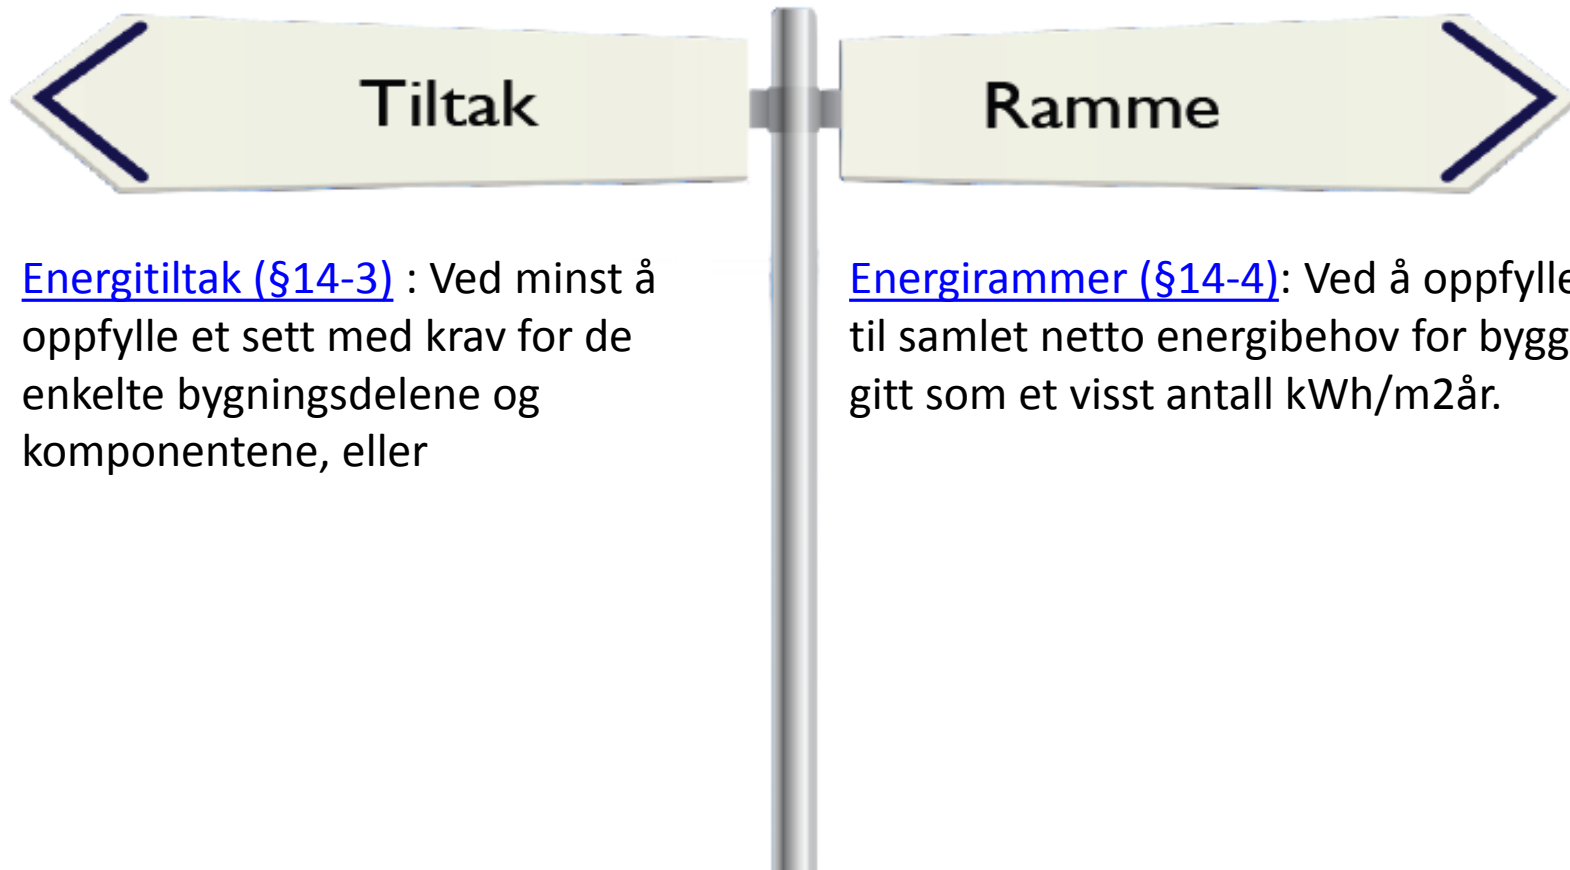 Tiltak
Ramme
Energitiltak (§14-3) : Ved minst å
oppfylle et sett med krav for de
enkelte bygningsdelene og
komponentene, eller
Energirammer (§14-4): Ved å oppfylle
til samlet netto energibehov for bygg
gitt som et visst antall kWh/m2år.